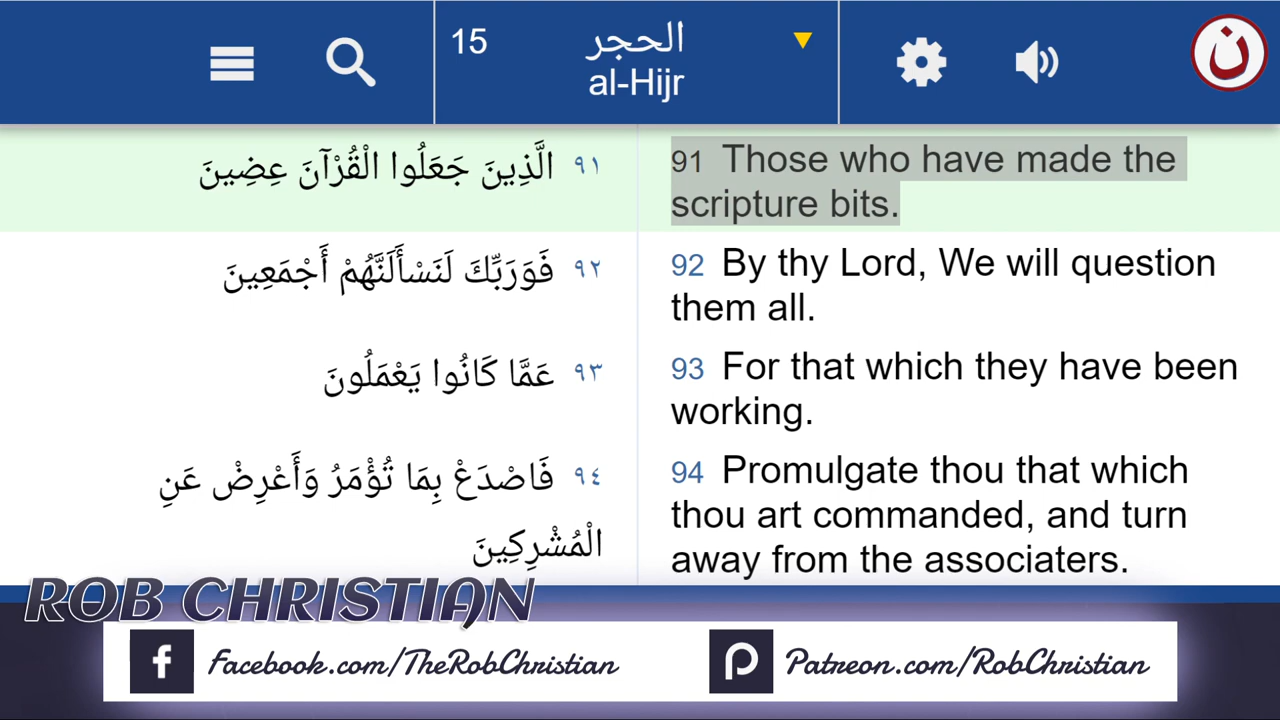 15
الحجر
al-Hijr
ن
٩١ الَّذِينَ جَعَلُوا الْقُرْآنَ عِضِينَ
91 Those who have made the
scripture bits.
٩٢ فَوَرَبِّكَ لَنَسْأَلَنَّهُمْ أَجْمَعِينَ
92 By thy Lord, We will question
them all.
٩٣ عَمَّا كَانُوا يَعْمَلُونَ
93 For that which they have been
working.
٩٤ فَاصْدَعْ بِمَا تُؤْمَرُ وَأَعْرِضْ عَنِ
الْمُشْرِكِينَ
94 Promulgate thou that which
thou art commanded, and turn
away from the associaters.
ROB CHRISTIAN
f Facebook.com/TheRobChristian
Patreon.com/RobChristian